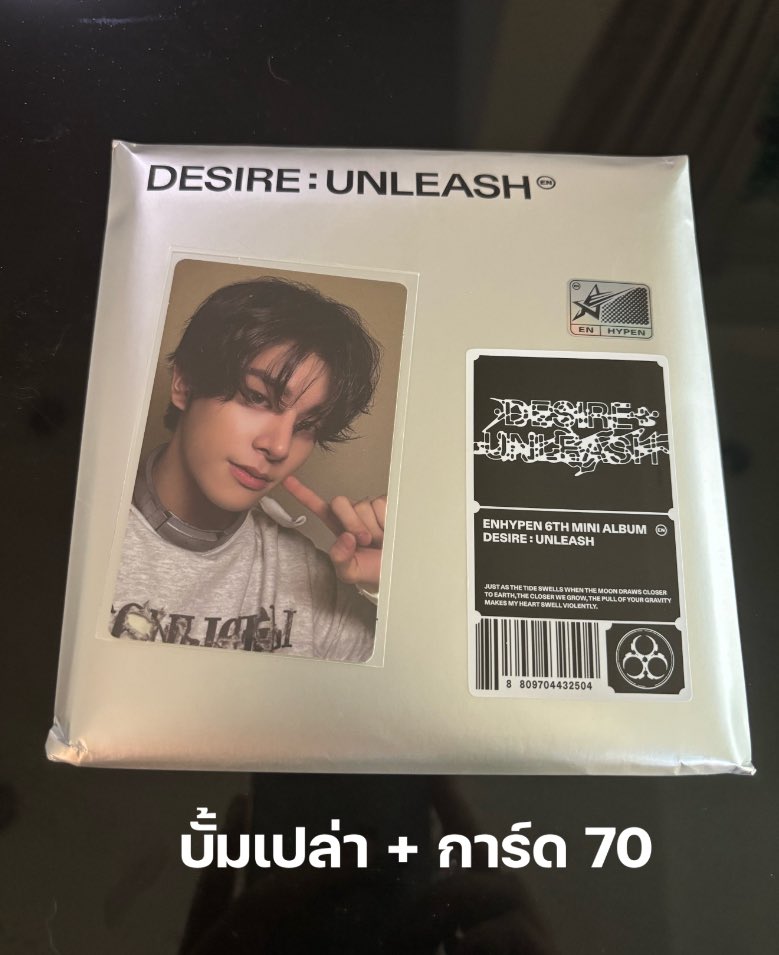 DESIRE : UNLEASH EN
EN HYPEN
DESIRE :
UNLEASH
ENHYPEN 6TH MINI ALBUM EN
DESIRE : UNLEASH
JUST AS THE TIDE SWELLS WHEN THE MOON DRAWS CLOSER
TO EARTH, THE CLOSER WE GROW, THE PULL OF YOUR GRAVITY
MAKES MY HEART SWELL VIOLENTLY.
8 809704432504
บั้มเปล่า + การ์ด 70